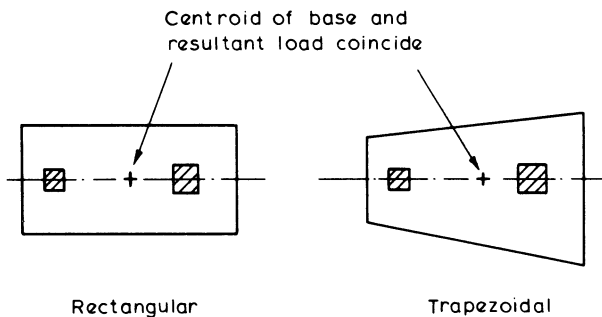 Centroid of base and
resultant load coincide
Rectangular
Trapezoidal